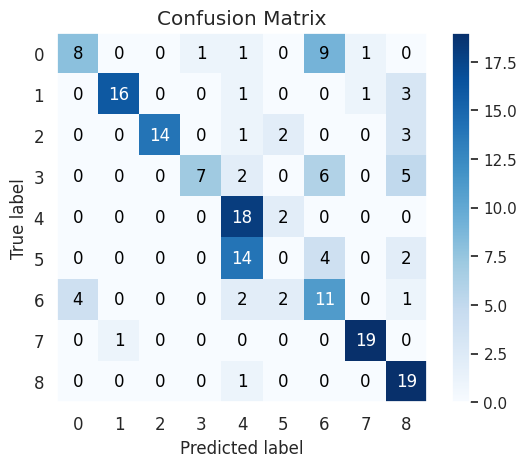 Confusion Matrix
0 8 0 0 1 1 0 9 1 0
1 0 16 0 0 1 0 0 1 3
2 0 0 14 0 1 2 0 0 3
3 0 0 0 7 2 0 6 0 5
4 0 0 0 0 18 2 0 0 0
5 0 0 0 0 14 0 4 0 2
6 4 0 0 0 2 2 11 0 1
7 0 1 0 0 0 0 0 19 0
8 0 0 0 0 1 0 0 0 19
0 1 2 3 4 5 6 7 8
Predicted label
True label
17.5
15.0
12.5
10.0
7.5
5.0
2.5
0.0